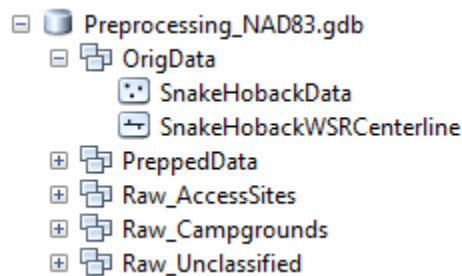 Preprocessing_NAD83.gdb
OrigData
SnakeHobackData
SnakeHobackWSRCenterline
PreppedData
Raw_AccessSites
Raw_Campgrounds
Raw_Unclassified